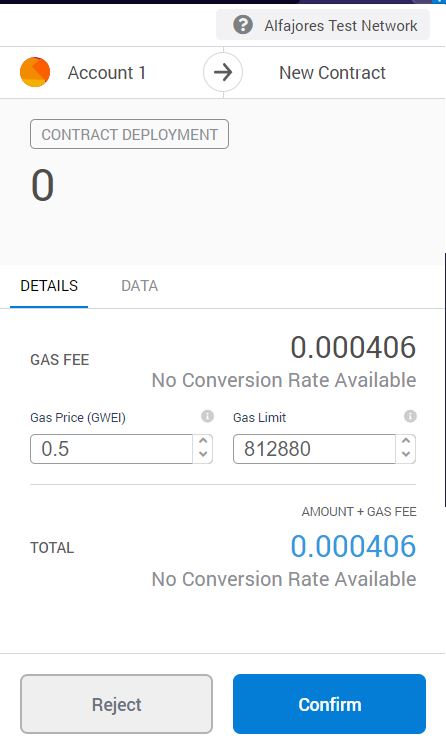 Alfajores Test Network
Account 1
New Contract
CONTRACT DEPLOYMENT
0
DETAILS
DATA
GAS FEE
0.000406
No Conversion Rate Available
Gas Price (GWEI)
Gas Limit
0.5
812880
AMOUNT + GAS FEE
TOTAL
0.000406
No Conversion Rate Available
Reject
Confirm